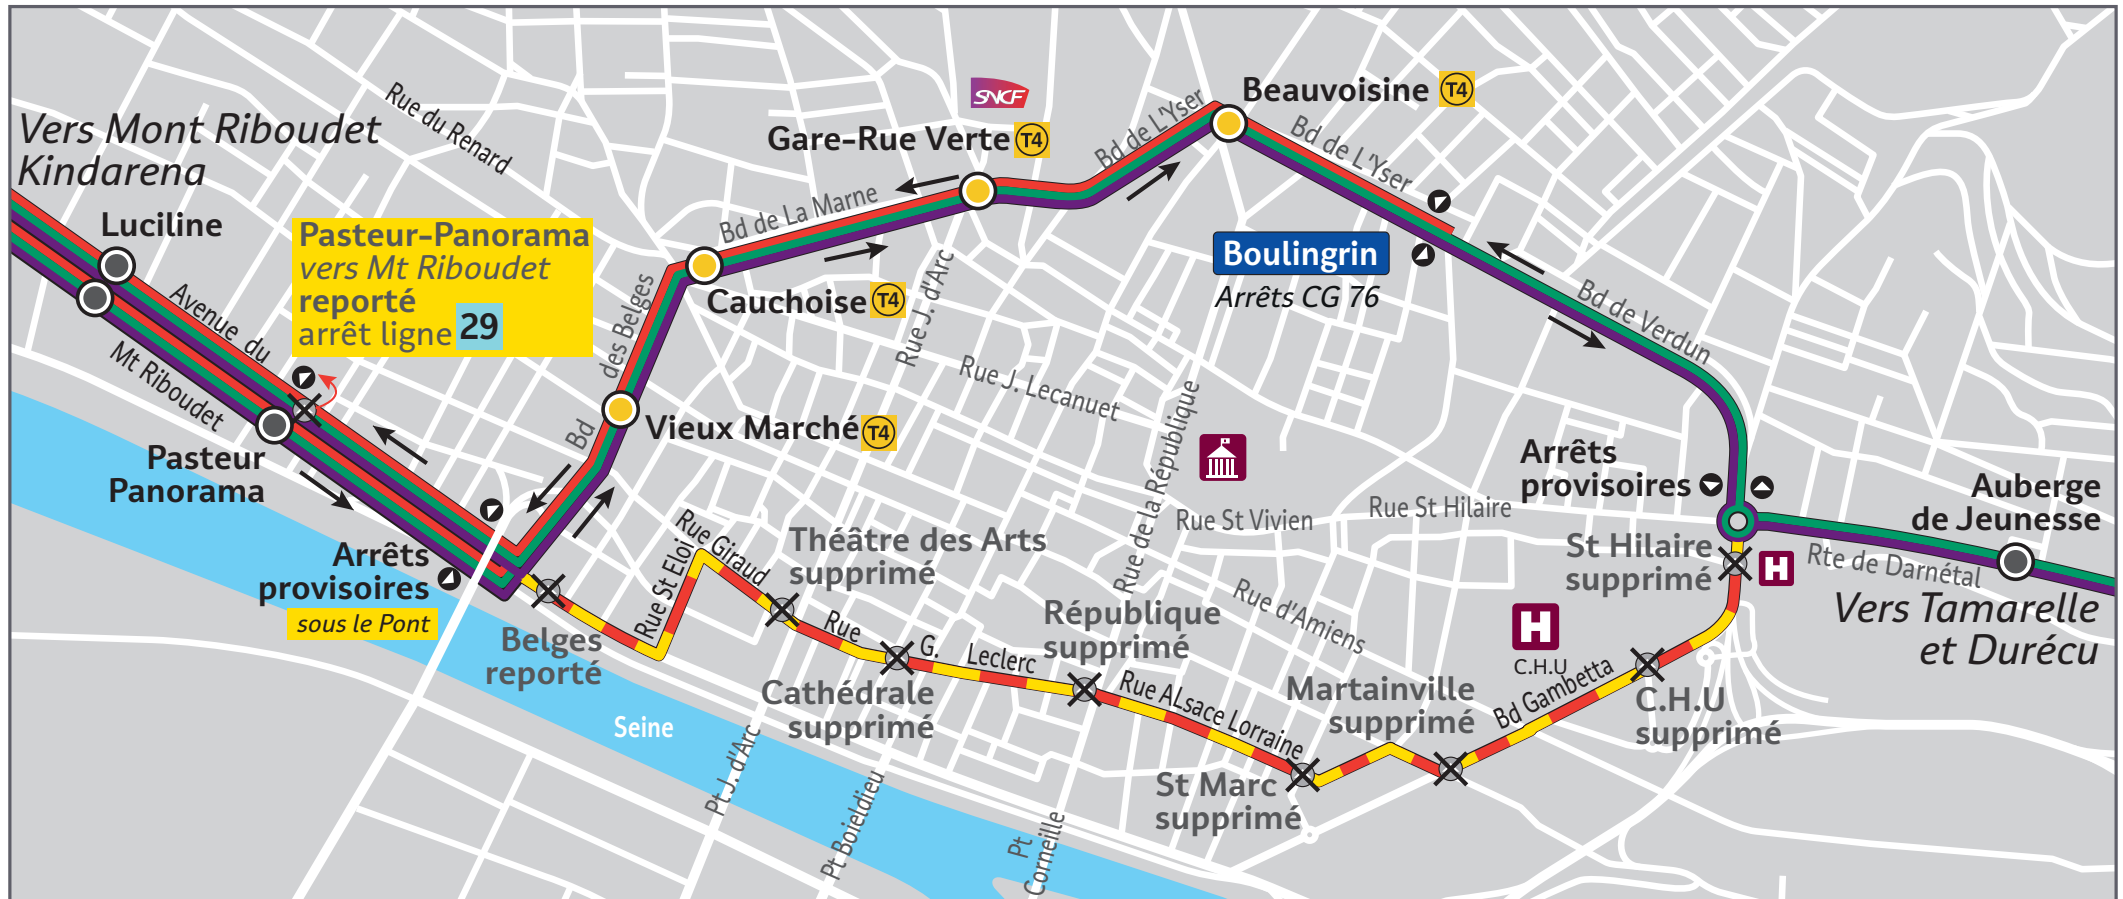 Vers Mont Riboudet
Kindarena
Luciline
Pasteur-Panorama
vers Mt Riboudet
reporté
arrêt ligne 29
Avenue du
Mt Riboudet
Pasteur
Panorama
Arrêts
provisoires
sous le Pont
Rue du Renard
SNCF
Gare-Rue Verte T4
Bd de La Marne
Cauchoise T4
Bd
des Belges
Vieux Marché T4
Bd de L'Yser
Beauvoisine T4
Bd de L'Yser
Boulingrin
Arrêts CG 76
Bd de Verdun
Rue J. d'Arc
Rue J. Lecanuet
Rue de la République
Rue St Vivien
Rue St Hilaire
Rue d'Amiens
Arrêts
provisoires
Auberge
de Jeunesse
St Hilaire
supprimé
H
Rte de Darnétal
Vers Tamarelle
et Durécu
Belges
reporté
Rue St Eloi
Rue Giraud
Théâtre des Arts
supprimé
Rue
G.
Leclerc
Cathédrale
supprimé
République
supprimé
Rue ALsace Lorraine
St Marc
supprimé
Martainville
supprimé
H
C.H.U
Bd Gambetta
C.H.U
supprimé
Seine
Pt J. d'Arc
Pt Boieldieu
Pt
Corneille